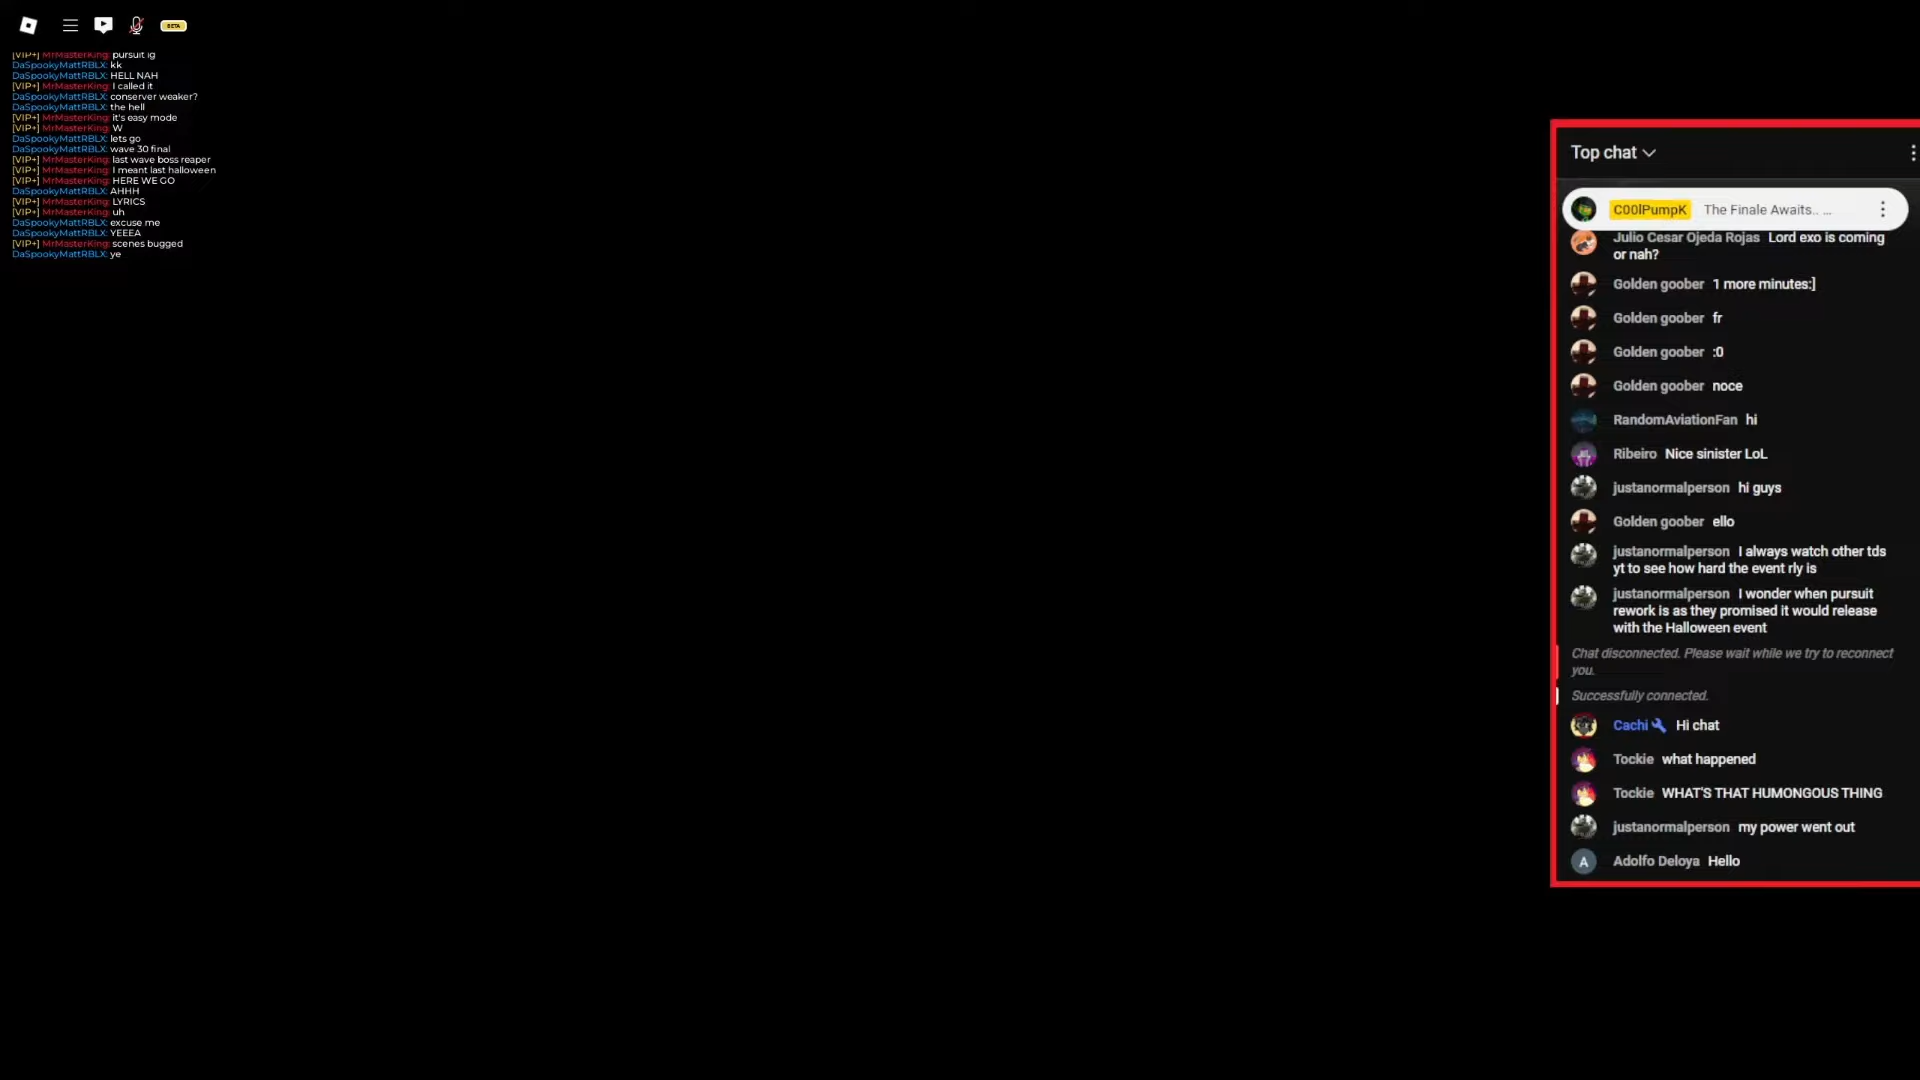 BETA
[VIP+] MrMasterKing: pursuit ig
DaSpookyMattRBLX: kk
DaSpookyMattRBLX: HELL NAH
[VIP+] MrMasterKing: I called it
DaSpookyMattRBLX: conserver weaker?
DaSpookyMattRBLX: the hell
[VIP+] MrMasterKing: it's easy mode
[VIP+] MrMasterKing: W
DaSpookyMattRBLX: lets go
DaSpookyMattRBLX: wave 30 final
[VIP+] MrMasterKing: last wave boss reaper
[VIP+] MrMasterKing: I meant last halloween
[VIP+] MrMasterKing: HERE WE GO
DaSpookyMattRBLX: AHHH
[VIP+] MrMasterKing: LYRICS
[VIP+] MrMasterKing: uh
DaSpookyMattRBLX: excuse me
DaSpookyMattRBLX: YEEEA
[VIP+] MrMasterKing: scenes bugged
DaSpookyMattRBLX: ye
Top chat
C00lPumpK The Finale Awaits.. ...
Julio Cesar Ojeda Rojas Lord exo is coming
or nah?
Golden goober 1 more minutes:]
Golden goober fr
Golden goober :0
Golden goober noce
RandomAviationFan hi
Ribeiro Nice sinister LoL
justanormalperson hi guys
Golden goober ello
justanormalperson I always watch other tds
yt to see how hard the event rly is
justanormalperson I wonder when pursuit
rework is as they promised it would release
with the Halloween event
Chat disconnected. Please wait while we try to reconnect
you.
Successfully connected.
Cachi Hi chat
Tockie what happened
Tockie WHAT'S THAT HUMONGOUS THING
justanormalperson my power went out
A Adolfo Deloya Hello